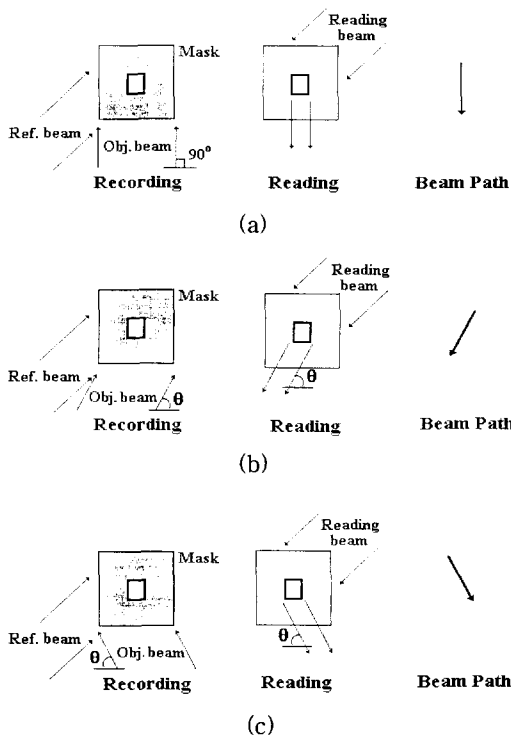 Mask
Reading
beam
Ref. beam
Obj. beam
90°
Recording
Reading
Beam Path
(a)
Mask
Reading
beam
Ref. beam
Obj. beam
θ
θ
Recording
Reading
Beam Path
(b)
Mask
Reading
beam
Ref. beam
θ
Obj. beam
θ
Recording
Reading
Beam Path
(c)